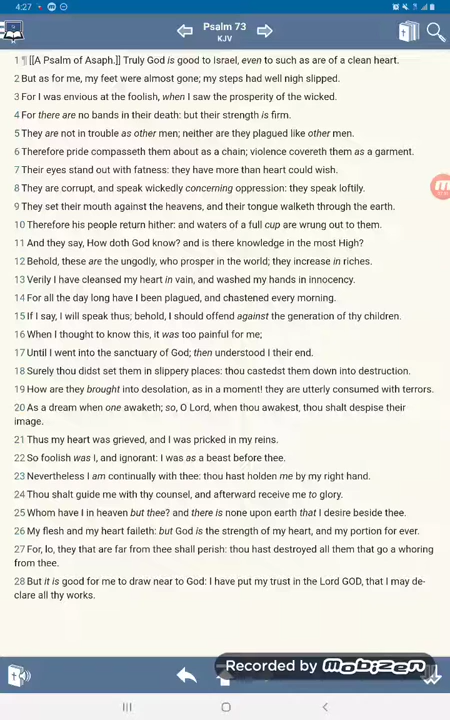 4:27
Psalm 73
KJV
1 ¶ [[A Psalm of Asaph.]] Truly God is good to Israel, even to such as are of a clean heart.
2 But as for me, my feet were almost gone; my steps had well nigh slipped.
3 For I was envious at the foolish, when I saw the prosperity of the wicked.
4 For there are no bands in their death: but their strength is firm.
5 They are not in trouble as other men; neither are they plagued like other men.
6 Therefore pride compasseth them about as a chain; violence covereth them as a garment.
7 Their eyes stand out with fatness: they have more than heart could wish.
8 They are corrupt, and speak wickedly concerning oppression: they speak loftily.
9 They set their mouth against the heavens, and their tongue walketh through the earth.
10 Therefore his people return hither: and waters of a full cup are wrung out to them.
11 And they say, How doth God know? and is there knowledge in the most High?
12 Behold, these are the ungodly, who prosper in the world; they increase in riches.
13 Verily I have cleansed my heart in vain, and washed my hands in innocency.
14 For all the day long have I been plagued, and chastened every morning.
15 If I say, I will speak thus; behold, I should offend against the generation of thy children.
16 When I thought to know this, it was too painful for me;
17 Until I went into the sanctuary of God; then understood I their end.
18 Surely thou didst set them in slippery places: thou castedst them down into destruction.
19 How are they brought into desolation, as in a moment! they are utterly consumed with terrors.
20 As a dream when one awaketh; so, O Lord, when thou awakest, thou shalt despise their
image.
21 Thus my heart was grieved, and I was pricked in my reins.
22 So foolish was I, and ignorant: I was as a beast before thee.
23 Nevertheless I am continually with thee: thou hast holden me by my right hand.
24 Thou shalt guide me with thy counsel, and afterward receive me to glory.
25 Whom have I in heaven but thee? and there is none upon earth that I desire beside thee.
26 My flesh and my heart faileth: but God is the strength of my heart, and my portion for ever.
27 For, lo, they that are far from thee shall perish: thou hast destroyed all them that go a whoring
from thee.
28 But it is good for me to draw near to God: I have put my trust in the Lord GOD, that I may de-
clare all thy works.
Recorded by mobizen